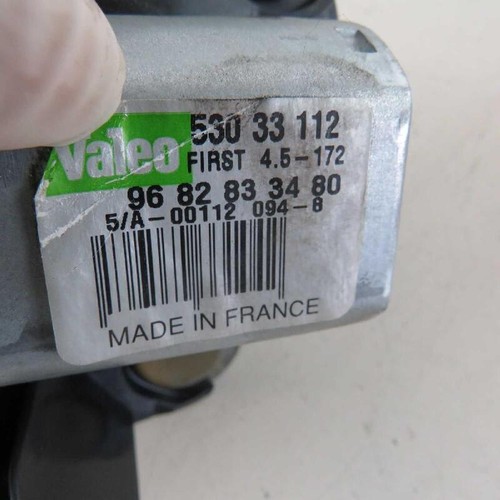 Valeo 530 33 112
FIRST 4.5-172
96 82 83 34 80
5/A-00112 094-8
MADE IN FRANCE